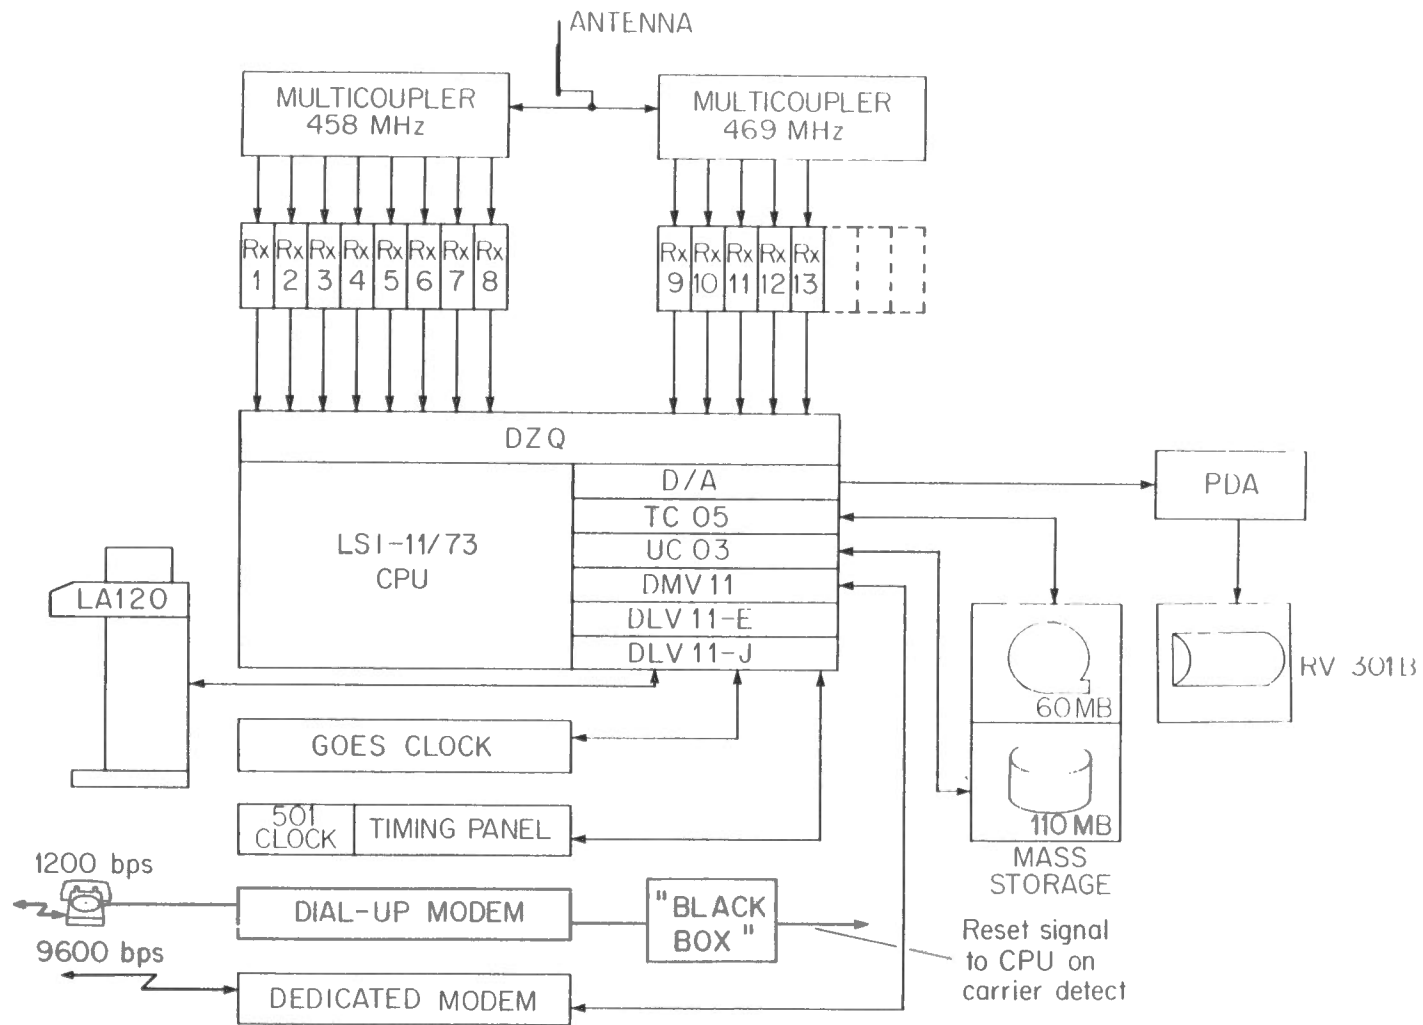 ANTENNA
MULTICOUPLER
458 MHz
MULTICOUPLER
469 MHz
Rx 1
Rx 2
Rx 3
Rx 4
Rx 5
Rx 6
Rx 7
Rx 8
Rx 9
Rx 10
Rx 11
Rx 12
Rx 13
DZQ
D/A
TC 05
UC 03
DMV 11
DLV 11-E
DLV 11-J
LSI-11/73
CPU
PDA
RV 301B
LA120
60 MB
110 MB
MASS
STORAGE
GOES CLOCK
501
CLOCK
TIMING PANEL
1200 bps
DIAL-UP MODEM
" BLACK
BOX "
Reset signal
to CPU on
carrier detect
9600 bps
DEDICATED MODEM